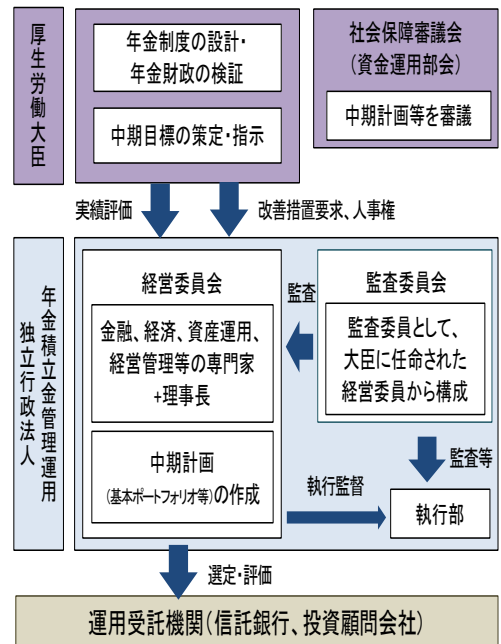 厚生労働大臣
年金制度の設計・
年金財政の検証
中期目標の策定・指示
社会保障審議会
（資金運用部会）
中期計画等を審議
実績評価
改善措置要求、人事権
年金積立金管理運用
独立行政法人
経営委員会
金融、経済、資産運用、
経営管理等の専門家
+理事長
中期計画
(基本ポートフォリオ等)の作成
監査
監査委員会
監査委員として、
大臣に任命された
経営委員から構成
監査等
執行監督
執行部
選定・評価
運用受託機関（信託銀行、投資顧問会社）